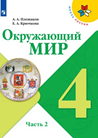 А. А. Плешаков
Е. А. Крючкова
Окружающий
МИР
4
Часть 2